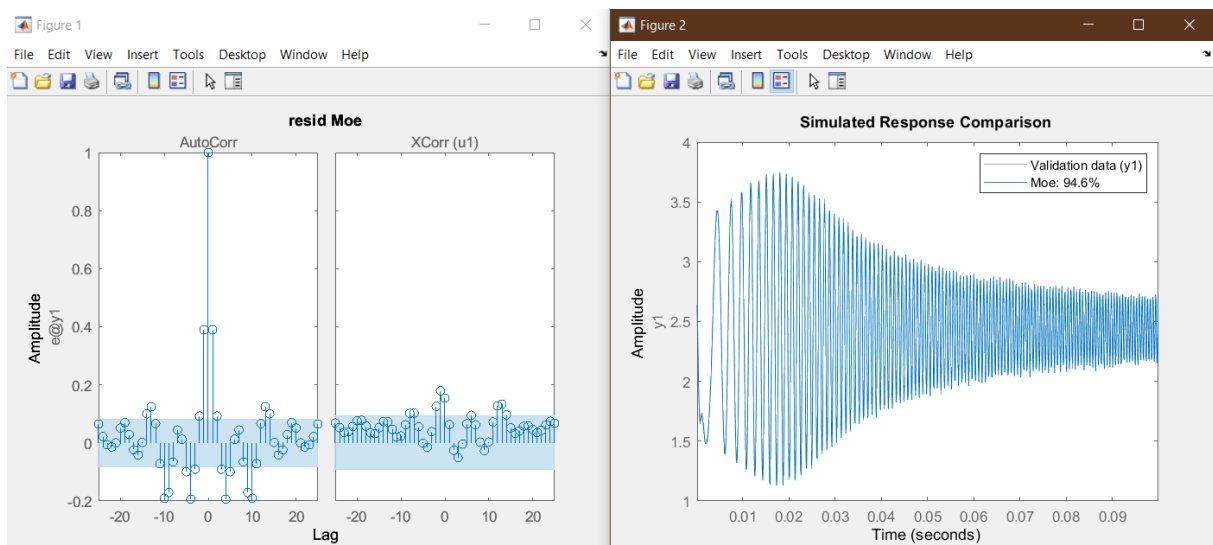 Figure 1
File Edit View Insert Tools Desktop Window Help
resid Moe
AutoCorr
XCorr (u1)
1
0.8
0.6
0.4
0.2
0
-0.2
Amplitude
e@y1
-20 0 20
-20 0 20
Lag
Figure 2
File Edit View Insert Tools Desktop Window Help
Simulated Response Comparison
4
3.5
3
2.5
2
1.5
1
Amplitude
y1
Validation data (y1)
Moe: 94.6%
0.01 0.02 0.03 0.04 0.05 0.06 0.07 0.08 0.09
Time (seconds)